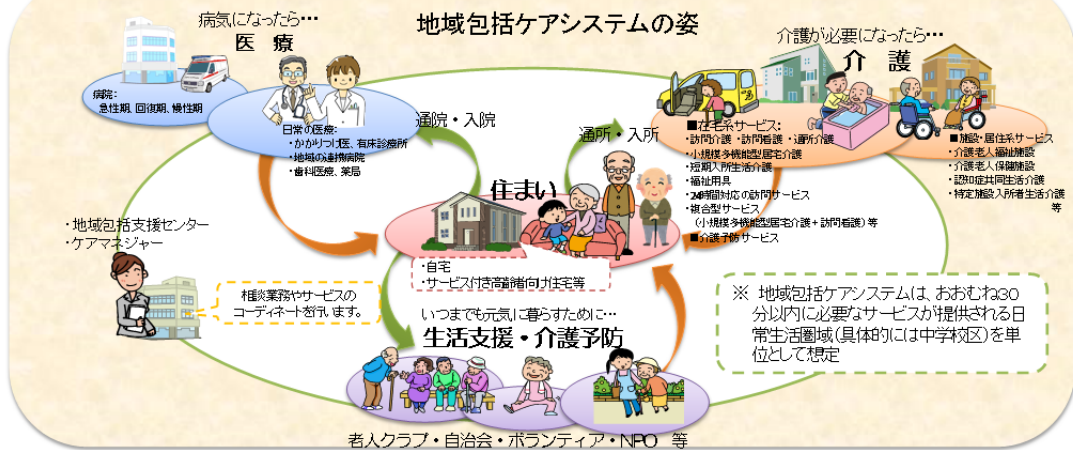 地域包括ケアシステムの姿
病気になったら…
医 療
病院:
急性期、回復期、慢性期
日常の医療:
・かかりつけ医、有床診療所
・地域の連携病院
・歯科医療、薬局
通院・入院
通所・入所
介護が必要になったら…
介 護
■在宅系サービス:
・訪問介護・訪問看護・通所介護
・小規模多機能型居宅介護
・短期入所生活介護
・福祉用具
・24時間対応の訪問サービス
・複合型サービス
(小規模多機能型居宅介護+訪問看護)等
■介護予防サービス
■施設・居住系サービス
・介護老人福祉施設
・介護老人保健施設
・認知症共同生活介護
・特定施設入所者生活介護
等
住まい
・自宅
・サービス付き高齢者向け住宅等
・地域包括支援センター
・ケアマネジャー
相談業務やサービスの
コーディネートを行います。
いつまでも元気に暮らすために…
生活支援・介護予防
老人クラブ・自治会・ボランティア・NPO 等
※ 地域包括ケアシステムは、おおむね30
分以内に必要なサービスが提供される日
常生活圏域(具体的には中学校区)を単
位として想定